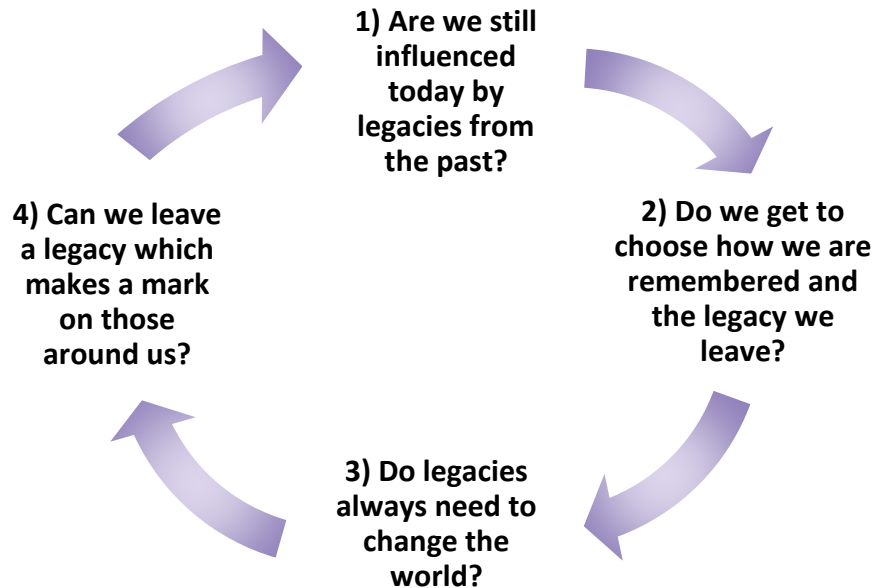 1) Are we still
influenced
today by
legacies from
the past?
2) Do we get to
choose how we are
remembered and
the legacy we
leave?
3) Do legacies
always need to
change the
world?
4) Can we leave
a legacy which
makes a mark
on those
around us?